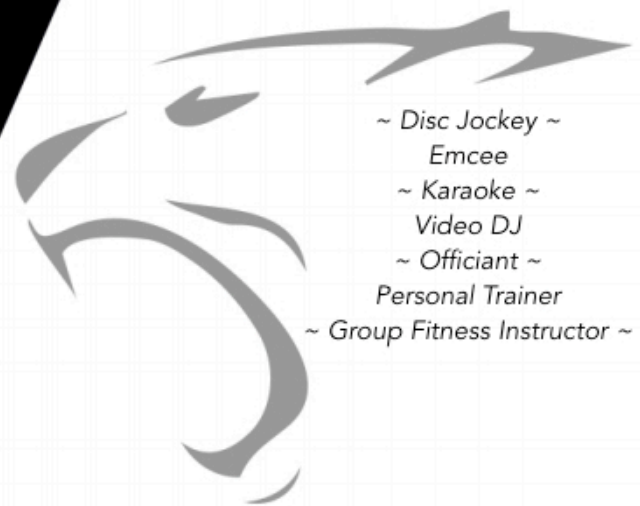 ~ Disc Jockey ~
Emcee
~ Karaoke ~
Video DJ
~ Officiant ~
Personal Trainer
~ Group Fitness Instructor ~